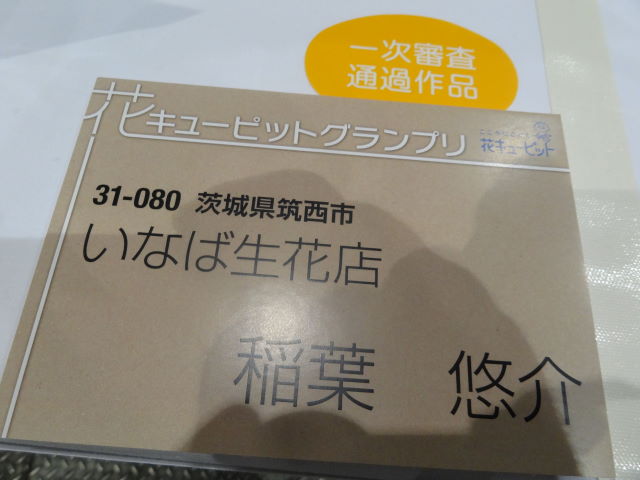 一次審査
通過作品
花キューピットグランプリ
花キューピット
31-080 茨城県筑西市
いなば生花店
稲葉 悠介